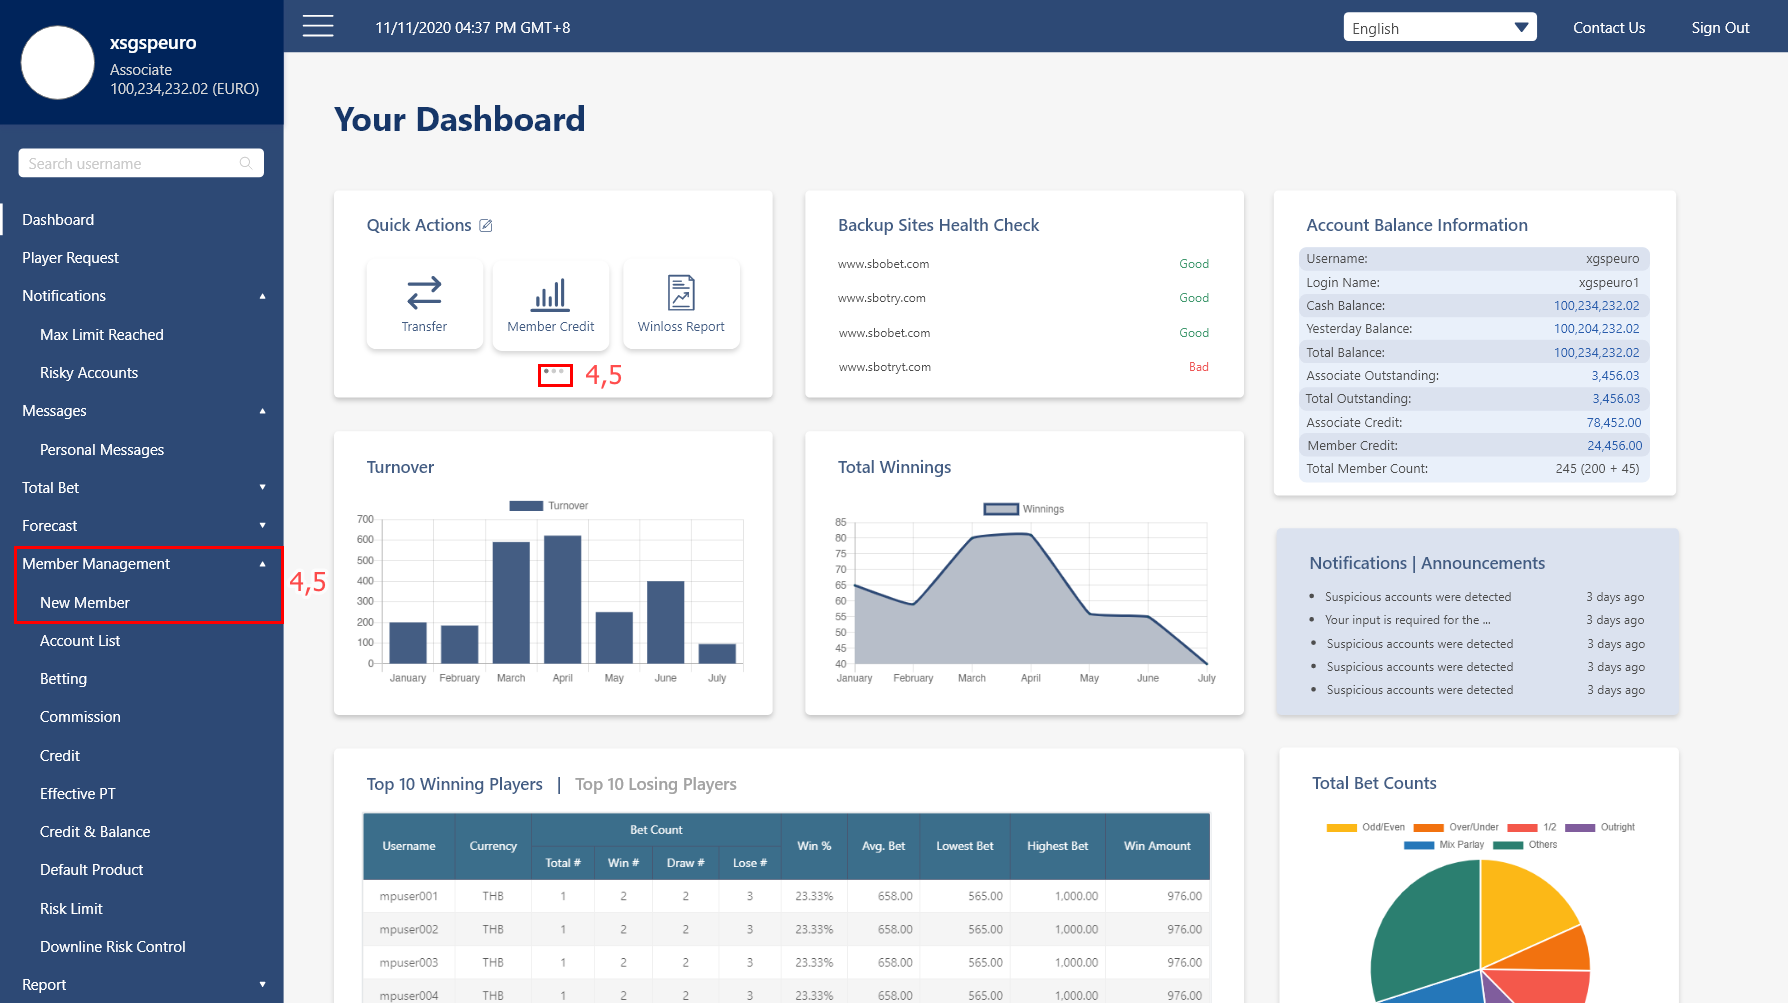 xsgspeuro
Associate
100,234,232.02 (EURO)
11/11/2020 04:37 PM GMT+8
English
Contact Us
Sign Out
Search username
Dashboard
Player Request
Notifications
Max Limit Reached
Risky Accounts
Messages
Personal Messages
Total Bet
Forecast
Member Management
New Member
4,5
Account List
Betting
Commission
Credit
Effective PT
Credit & Balance
Default Product
Risk Limit
Downline Risk Control
Report
Your Dashboard
Quick Actions
Transfer
Member Credit
Winloss Report
4,5
Backup Sites Health Check
www.sbobet.com Good
www.sbotry.com Good
www.sbobet.com Good
www.sbotryt.com Bad
Account Balance Information
Username: xgspeuro
Login Name: xgspeuro1
Cash Balance: 100,234,232.02
Yesterday Balance: 100,204,232.02
Total Balance: 100,234,232.02
Associate Outstanding: 3,456.03
Total Outstanding: 3,456.03
Associate Credit: 78,452.00
Member Credit: 24,456.00
Total Member Count: 245 (200 + 45)
Turnover
Turnover
700
600
500
400
300
200
100
0
January February March April May June July
Total Winnings
Winnings
85
80
75
70
65
60
55
50
45
40
January February March April May June July
Notifications | Announcements
Suspicious accounts were detected 3 days ago
Your input is required for the ... 3 days ago
Suspicious accounts were detected 3 days ago
Suspicious accounts were detected 3 days ago
Suspicious accounts were detected 3 days ago
Top 10 Winning Players | Top 10 Losing Players
Username Currency Bet Count Win % Avg. Bet Lowest Bet Highest Bet Win Amount
Total # Win # Draw # Lose #
mpuser001 THB 1 2 2 3 23.33% 658.00 565.00 1,000.00 976.00
mpuser002 THB 1 2 2 3 23.33% 658.00 565.00 1,000.00 976.00
mpuser003 THB 1 2 2 3 23.33% 658.00 565.00 1,000.00 976.00
mpuser004 THB 1 2 2 3 23.33% 658.00 565.00 1,000.00 976.00
Total Bet Counts
Odd/Even Over/Under 1/2 Outright
Mix Parlay Others